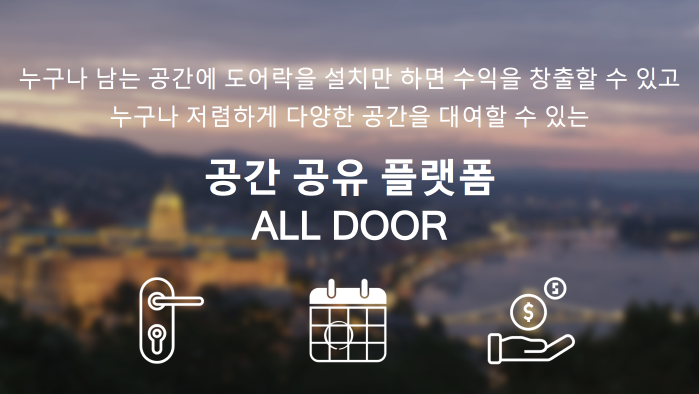 누구나 남는 공간에 도어락을 설치만 하면 수익을 창출할 수 있고
누구나 저렴하게 다양한 공간을 대여할 수 있는
공간 공유 플랫폼
ALL DOOR
$